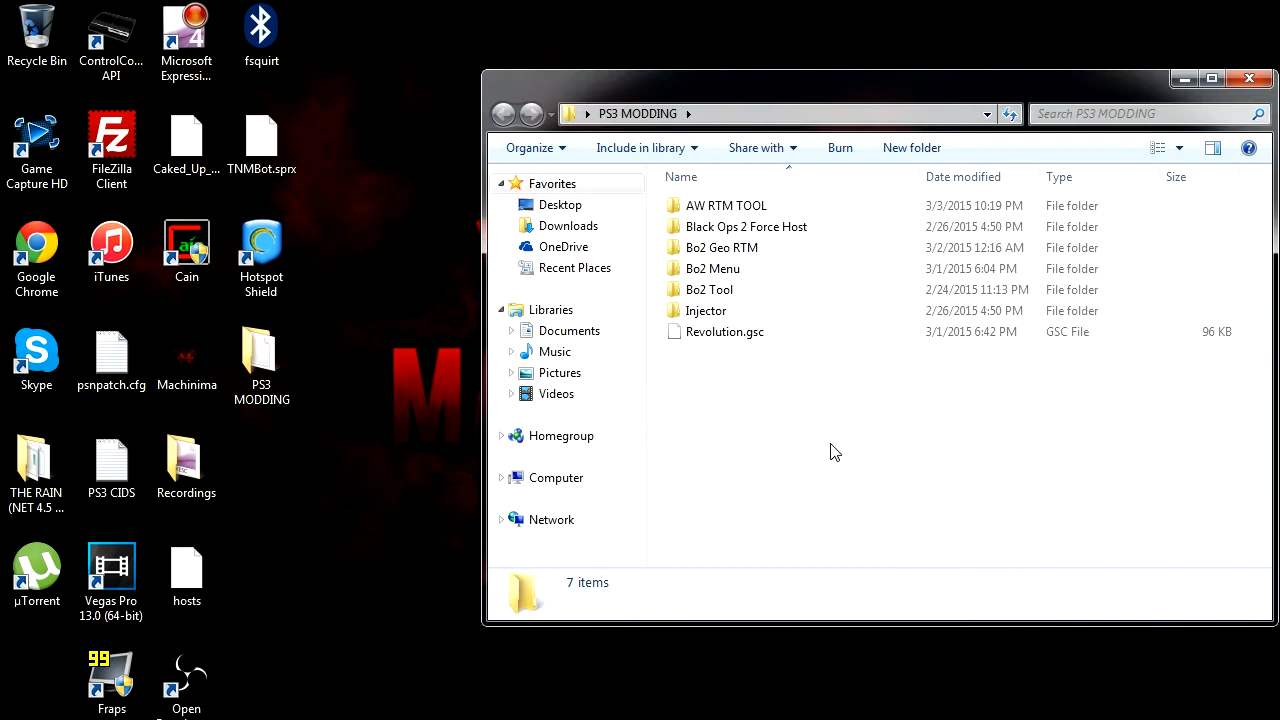 Recycle Bin
ControlCo...
API
Microsoft
Expressi...
4
fsquirt
Game
Capture HD
FileZilla
Client
Fz
Caked_Up_...
TNMBot.sprx
Google
Chrome
iTunes
Cain
Hotspot
Shield
Skype
psnpatch.cfg
Machinima
PS3
MODDING
THE RAIN
(NET 4.5 ...
PS3 CIDS
Recordings
µTorrent
Vegas Pro
13.0 (64-bit)
hosts
99
Fraps
Open
M
PS3 MODDING
Search PS3 MODDING
Organize
Include in library
Share with
Burn
New folder
Favorites
Desktop
Downloads
OneDrive
Recent Places
Libraries
Documents
Music
Pictures
Videos
Homegroup
Computer
Network
Name Date modified Type Size
AW RTM TOOL 3/3/2015 10:19 PM File folder
Black Ops 2 Force Host 2/26/2015 4:50 PM File folder
Bo2 Geo RTM 3/2/2015 12:16 AM File folder
Bo2 Menu 3/1/2015 6:04 PM File folder
Bo2 Tool 2/24/2015 11:13 PM File folder
Injector 2/26/2015 4:50 PM File folder
Revolution.gsc 3/1/2015 6:42 PM GSC File 96 KB
7 items